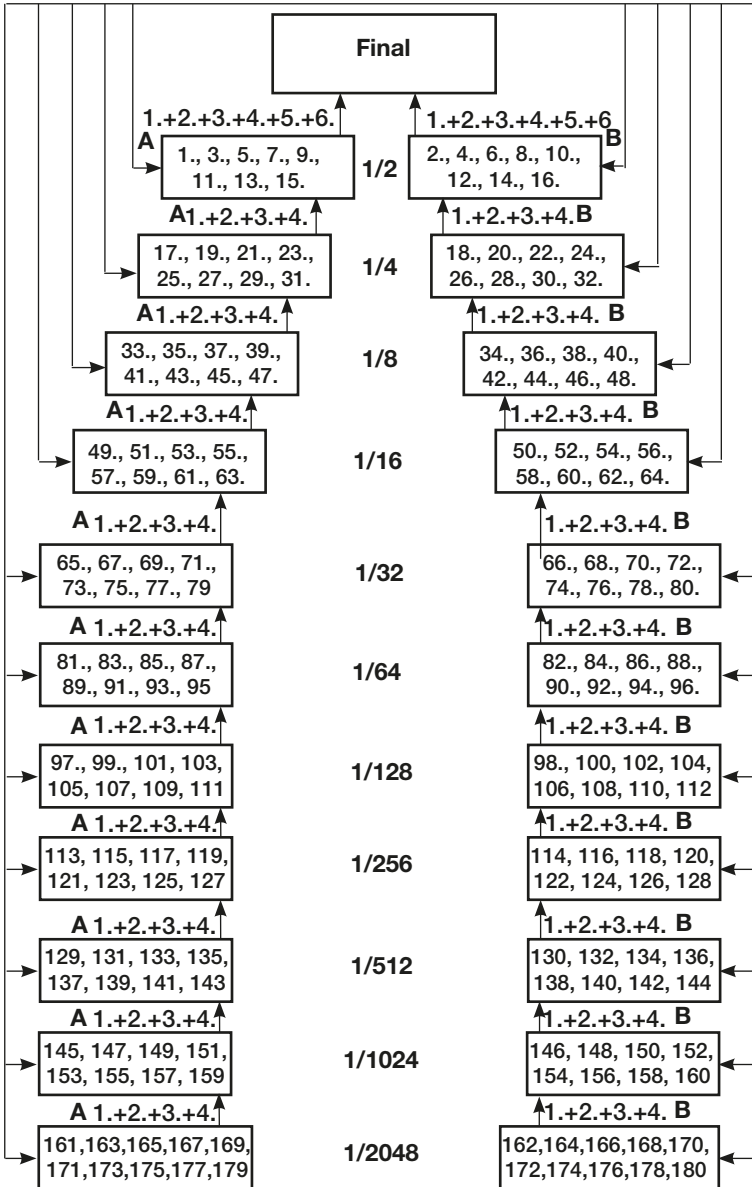 Final
1.+2.+3.+4.+5.+6. 1.+2.+3.+4.+5.+6
A B
1., 3., 5., 7., 9., 1/2 2., 4., 6., 8., 10.,
11., 13., 15. 12., 14., 16.
A 1.+2.+3.+4. 1.+2.+3.+4. B
17., 19., 21., 23., 1/4 18., 20., 22., 24.,
25., 27., 29., 31. 26., 28., 30., 32.
A 1.+2.+3.+4. 1.+2.+3.+4. B
33., 35., 37., 39., 1/8 34., 36., 38., 40.,
41., 43., 45., 47. 42., 44., 46., 48.
A 1.+2.+3.+4. 1.+2.+3.+4. B
49., 51., 53., 55., 1/16 50., 52., 54., 56.,
57., 59., 61., 63. 58., 60., 62., 64.
A 1.+2.+3.+4. 1.+2.+3.+4. B
65., 67., 69., 71., 1/32 66., 68., 70., 72.,
73., 75., 77., 79 74., 76., 78., 80.
A 1.+2.+3.+4. 1.+2.+3.+4. B
81., 83., 85., 87., 1/64 82., 84., 86., 88.,
89., 91., 93., 95 90., 92., 94., 96.
A 1.+2.+3.+4. 1.+2.+3.+4. B
97., 99., 101, 103, 1/128 98., 100, 102, 104,
105, 107, 109, 111 106, 108, 110, 112
A 1.+2.+3.+4. 1.+2.+3.+4. B
113, 115, 117, 119, 1/256 114, 116, 118, 120,
121, 123, 125, 127 122, 124, 126, 128
A 1.+2.+3.+4. 1.+2.+3.+4. B
129, 131, 133, 135, 1/512 130, 132, 134, 136,
137, 139, 141, 143 138, 140, 142, 144
A 1.+2.+3.+4. 1.+2.+3.+4. B
145, 147, 149, 151, 1/1024 146, 148, 150, 152,
153, 155, 157, 159 154, 156, 158, 160
A 1.+2.+3.+4. 1.+2.+3.+4. B
161,163,165,167,169, 1/2048 162,164,166,168,170,
171,173,175,177,179 172,174,176,178,180